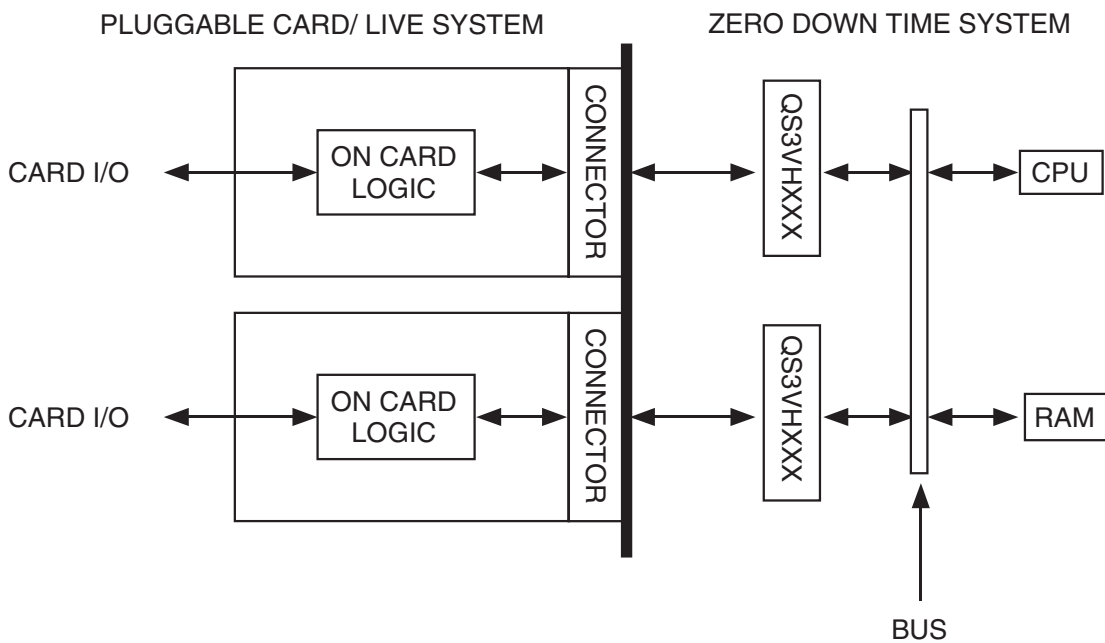 PLUGGABLE CARD/ LIVE SYSTEM
ZERO DOWN TIME SYSTEM
CARD I/O
ON CARD
LOGIC
CONNECTOR
QS3VHXXX
CPU
CARD I/O
ON CARD
LOGIC
CONNECTOR
QS3VHXXX
RAM
BUS